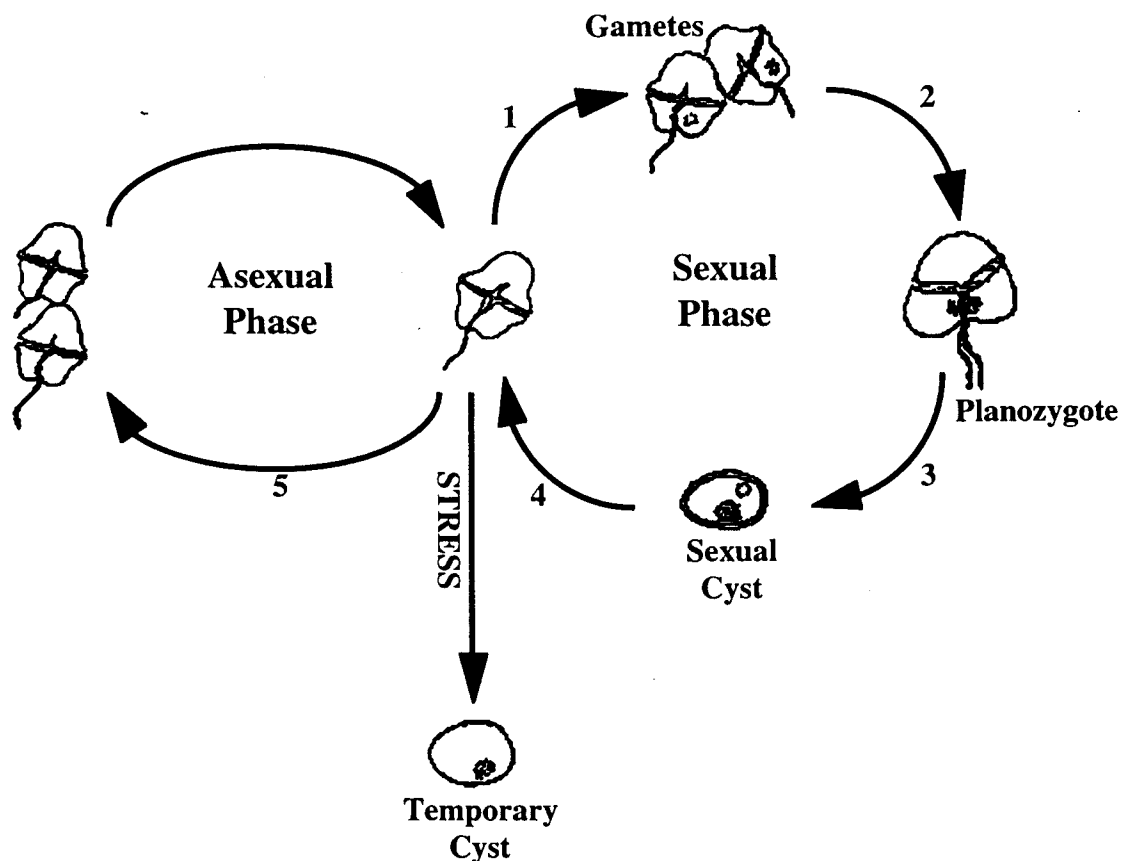 Gametes
1
2
Asexual
Phase
Sexual
Phase
Planozygote
5
STRESS
4
3
Sexual
Cyst
Temporary
Cyst